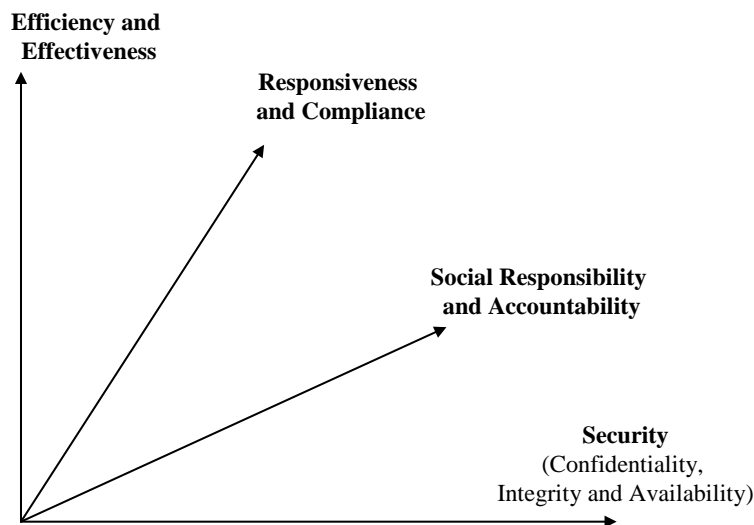 Efficiency and
Effectiveness
Responsiveness
and Compliance
Social Responsibility
and Accountability
Security
(Confidentiality,
Integrity and Availability)